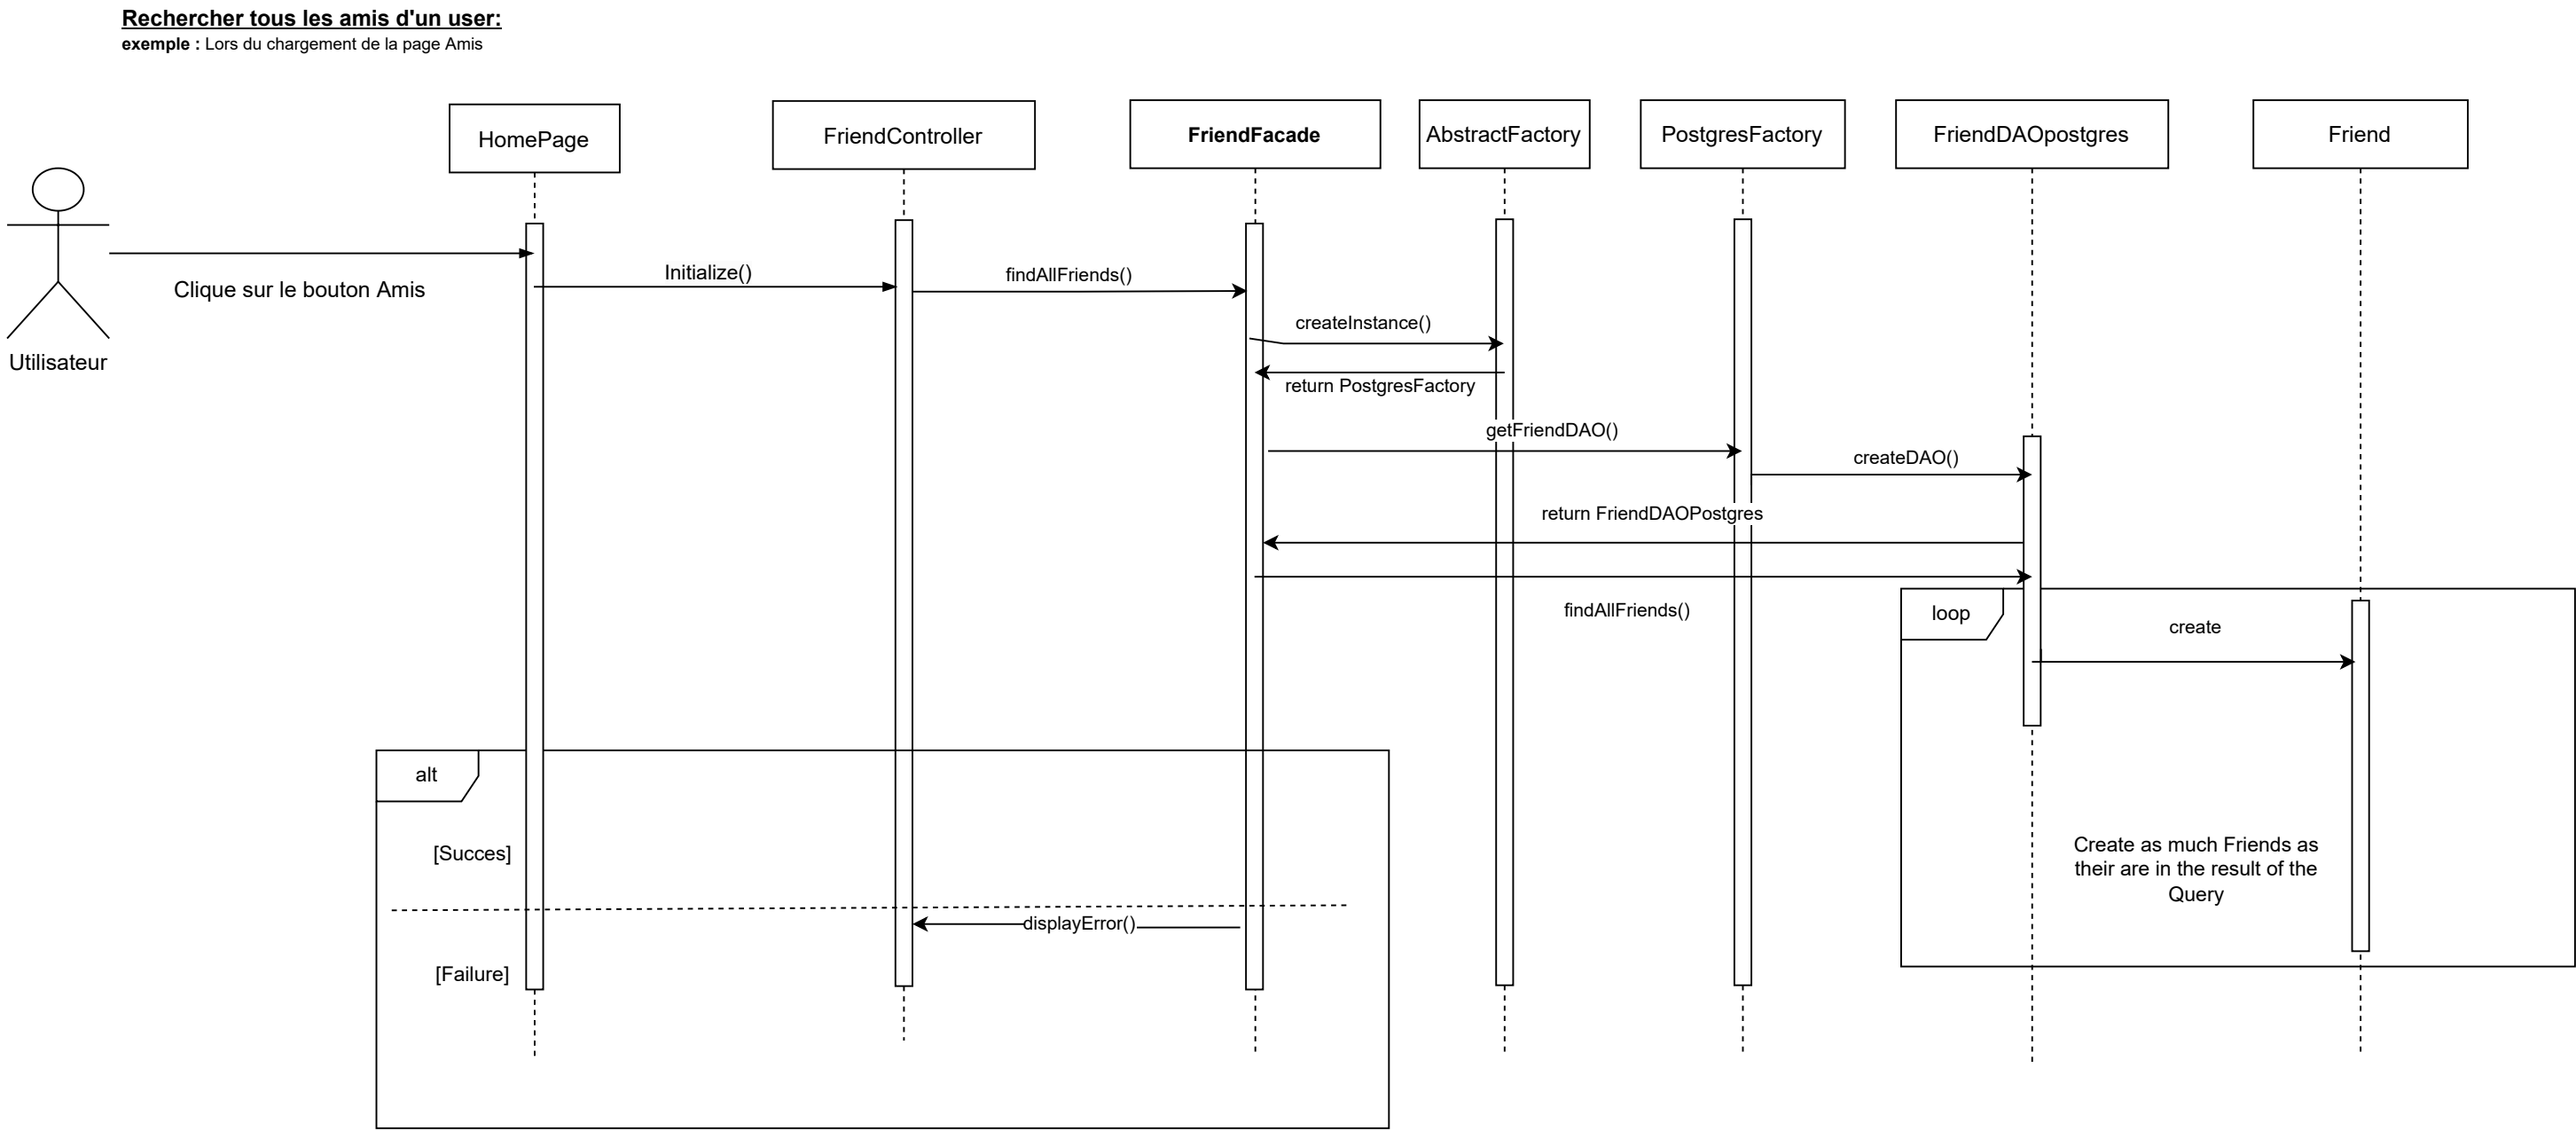 Rechercher tous les amis d'un user:
exemple : Lors du chargement de la page Amis
HomePage
FriendController
FriendFacade
AbstractFactory
PostgresFactory
FriendDAOpostgres
Friend
Utilisateur
Clique sur le bouton Amis
Initialize()
findAllFriends()
createInstance()
return PostgresFactory
getFriendDAO()
createDAO()
return FriendDAOPostgres
findAllFriends()
loop
create
alt
[Succes]
Create as much Friends as
their are in the result of the
Query
displayError()
[Failure]